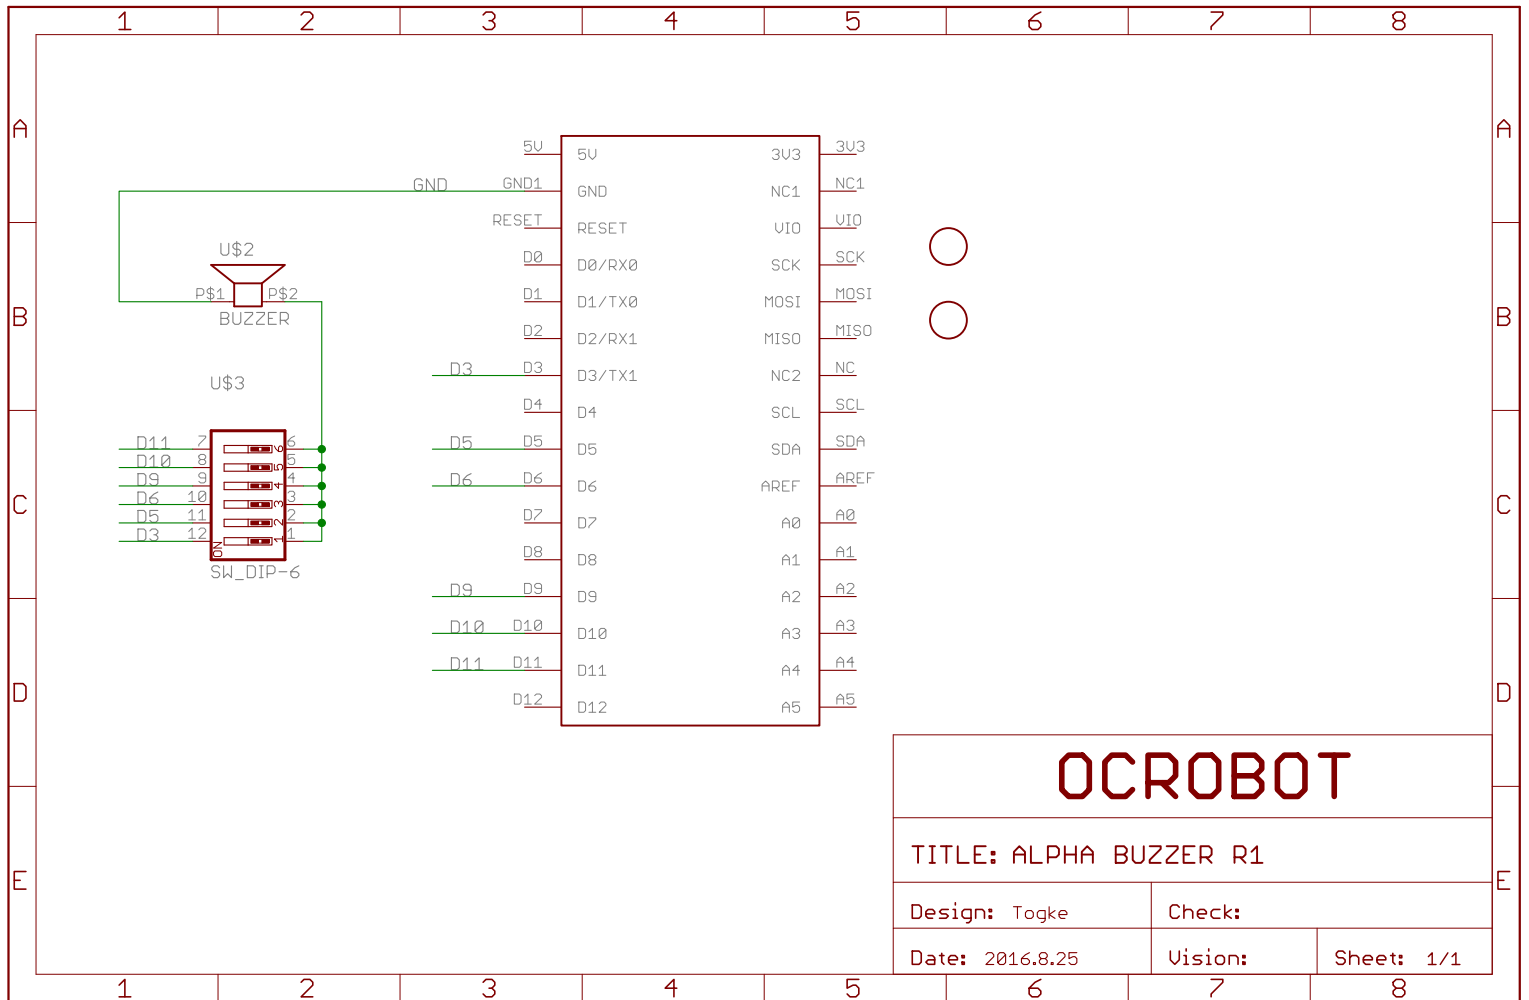 1 2 3 4 5 6 7 8
A A
5V 5V 3V3 3V3
GND GND1 GND NC1 NC1
RESET RESET VIO VIO
U$2
D0 D0/RX0 SCK SCK
P$1 P$2 D1 D1/TX0 MOSI MOSI
B B
BUZZER
D2 D2/RX1 MISO MISO
D3 D3 D3/TX1 NC2 NC
U$3
D4 D4 SCL SCL
D11 7 6 6 D5 D5 D5 SDA SDA
D10 8 5 5
D9 9 4 4 D6 D6 D6 AREF AREF
D6 10 3 3
C C
D5 11 2 2 D7 D7 A0 A0
D3 12 1 1
ON
D8 D8 A1 A1
SW_DIP-6
D9 D9 D9 A2 A2
D10 D10 D10 A3 A3
D11 D11 D11 A4 A4
D D
D12 D12 A5 A5
OCROBOT
TITLE: ALPHA BUZZER R1
E E
Design: Togke Check:
Date: 2016.8.25 Vision: Sheet: 1/1
1 2 3 4 5 6 7 8